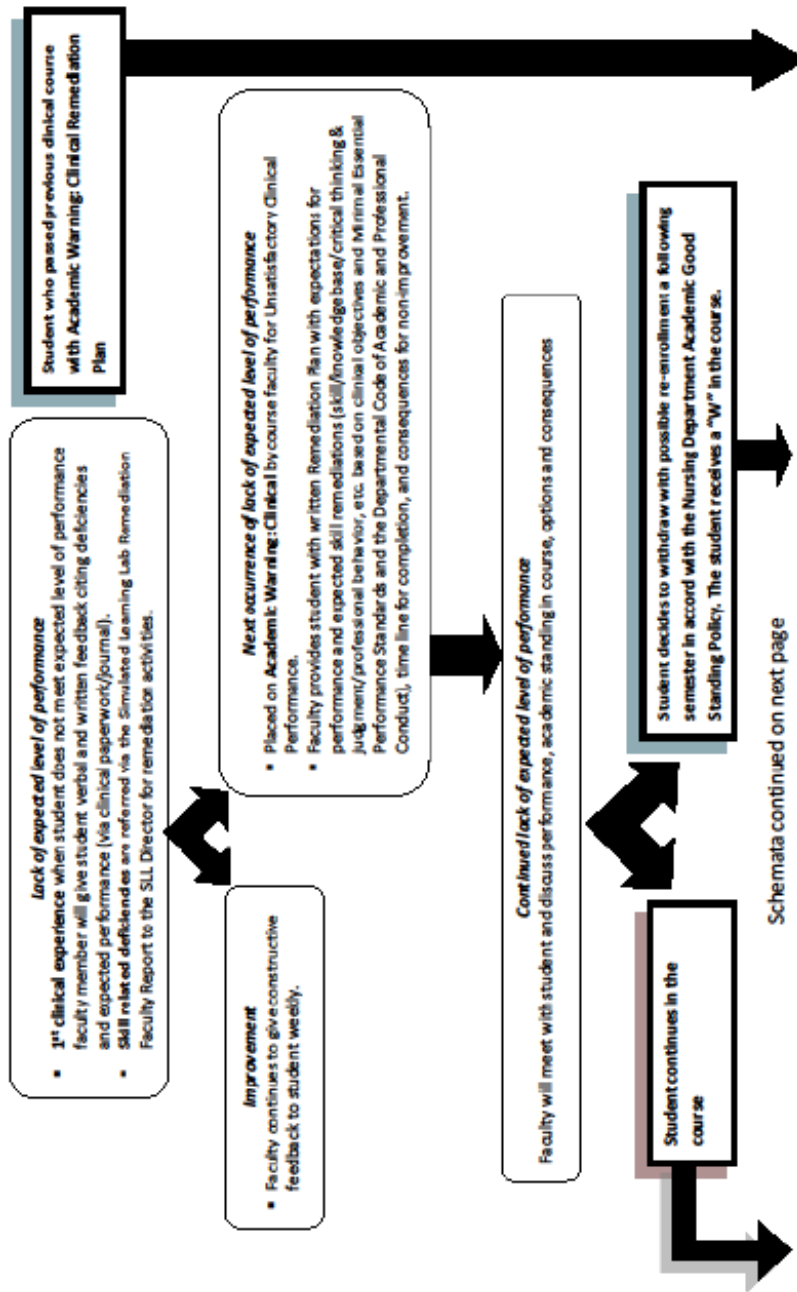 Lack of expected level of performance
▪ 1st clinical experience when student does not meet expected level of performance
faculty member will give student verbal and written feedback citing deficiencies
and expected performance (via clinical paperwork/journal).
▪ Skill related deficiencies are referred via the Simulated Learning Lab Remediation
Faculty Report to the SLL Director for remediation activities.
Student who passed previous clinical course
with Academic Warning: Clinical Remediation
Plan
Improvement
▪ Faculty continues to give constructive
feedback to student weekly.
Next occurrence of lack of expected level of performance
▪ Placed on Academic Warning: Clinical by course faculty for Unsatisfactory Clinical
Performance.
▪ Faculty provides student with written Remediation Plan with expectations for
performance and expected skill remediations (skill/knowledge base/critical thinking &
judgment/professional behavior, etc. based on clinical objectives and Minimal Essential
Performance Standards and the Departmental Code of Academic and Professional
Conduct), time line for completion, and consequences for non-improvement.
Continued lack of expected level of performance
Faculty will meet with student and discuss performance, academic standing in course, options and consequences
Student continues in the
course
Student decides to withdraw with possible re-enrollment a following
semester in accord with the Nursing Department Academic Good
Standing Policy. The student receives a "W" in the course.
Schemata continued on next page